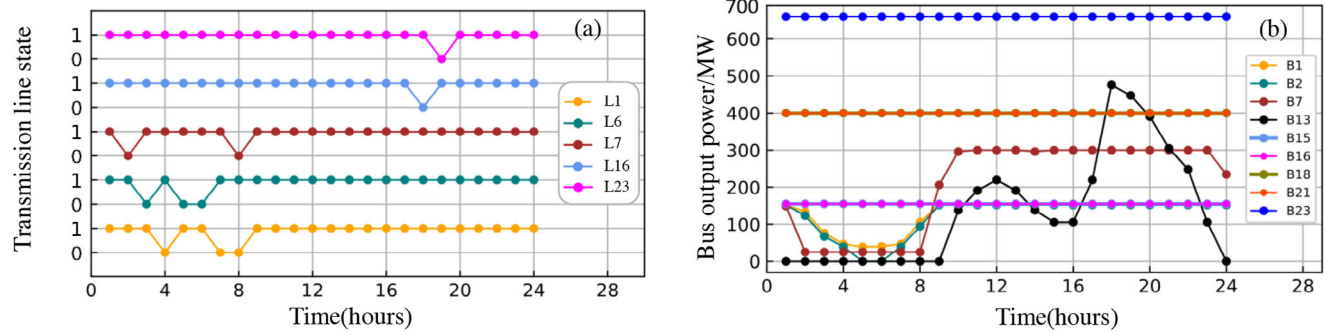 (a)
Transmission line state
1
0
1
0
1
0
1
0
1
0
L1
L6
L7
L16
L23
0 4 8 12 16 20 24 28
Time(hours)
(b)
Bus output power/MW
700
600
500
400
300
200
100
0
B1
B2
B7
B13
B15
B16
B18
B21
B23
0 4 8 12 16 20 24 28
Time(hours)